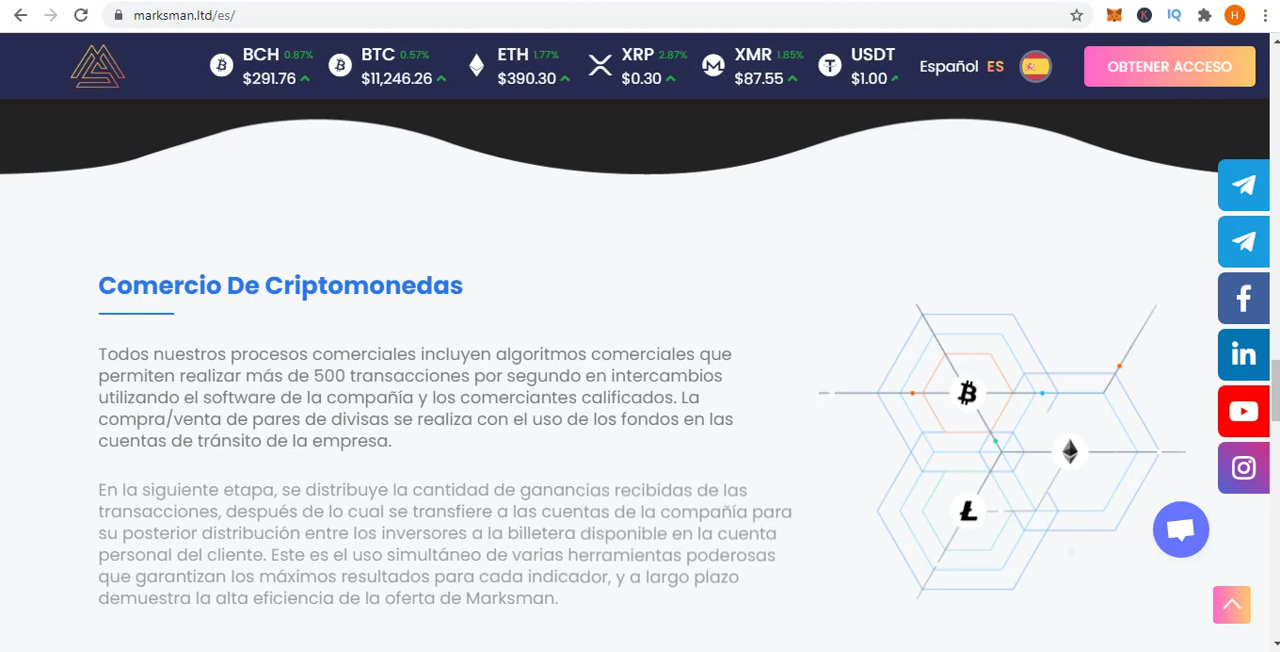 marksman.ltd/es/
K
IQ
H
BCH 0.87%
$291.76
BTC 0.57%
$11,246.26
ETH 1.77%
$390.30
XRP 2.87%
$0.30
XMR 1.85%
$87.55
USDT
$1.00
Español ES
OBTENER ACCESO
Comercio De Criptomonedas
Todos nuestros procesos comerciales incluyen algoritmos comerciales que
permiten realizar más de 500 transacciones por segundo en intercambios
utilizando el software de la compañía y los comerciantes calificados. La
compra/venta de pares de divisas se realiza con el uso de los fondos en las
cuentas de tránsito de la empresa.
En la siguiente etapa, se distribuye la cantidad de ganancias recibidas de las
transacciones, después de lo cual se transfiere a las cuentas de la compañía para
su posterior distribución entre los inversores a la billetera disponible en la cuenta
personal del cliente. Este es el uso simultáneo de varias herramientas poderosas
que garantizan los máximos resultados para cada indicador, y a largo plazo
demuestra la alta eficiencia de la oferta de Marksman.